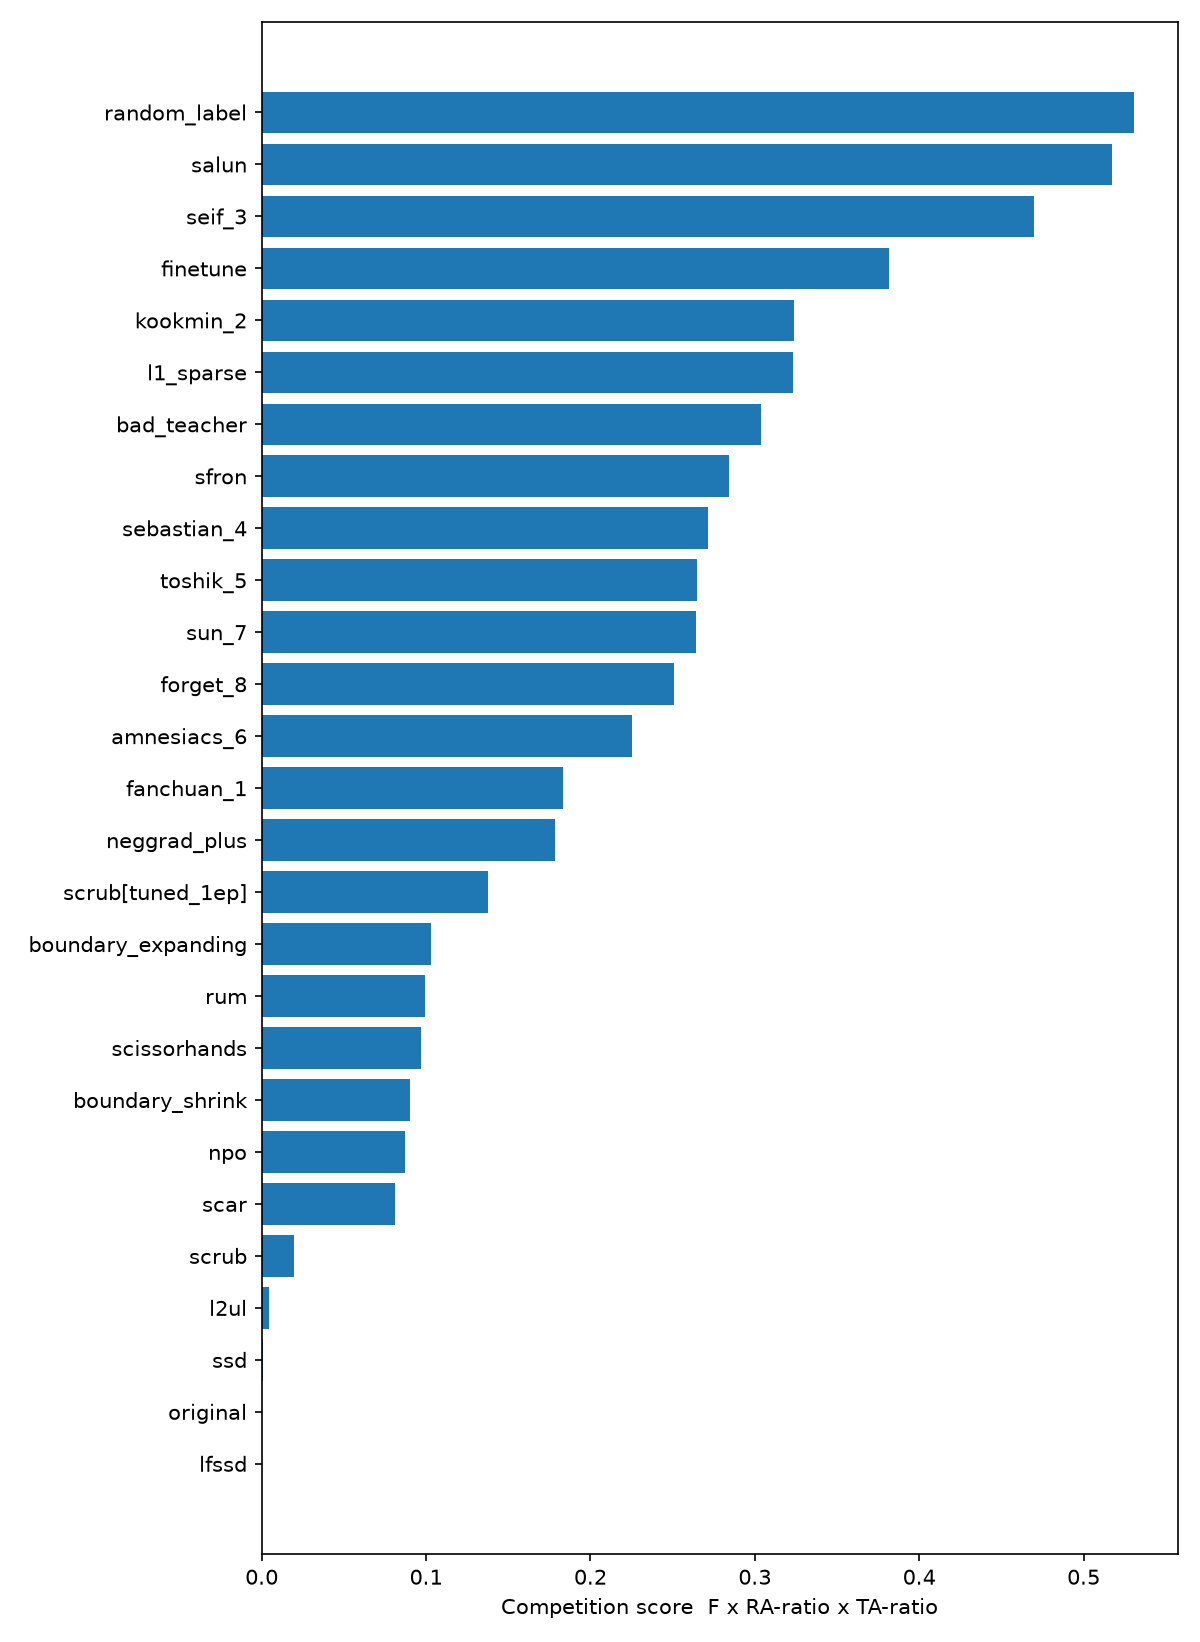 random_label
salun
seif_3
finetune
kookmin_2
l1_sparse
bad_teacher
sfron
sebastian_4
toshik_5
sun_7
forget_8
amnesiacs_6
fanchuan_1
neggrad_plus
scrub[tuned_1ep]
boundary_expanding
rum
scissorhands
boundary_shrink
npo
scar
scrub
l2ul
ssd
original
lfssd
0.0 0.1 0.2 0.3 0.4 0.5
Competition score  F x RA-ratio x TA-ratio